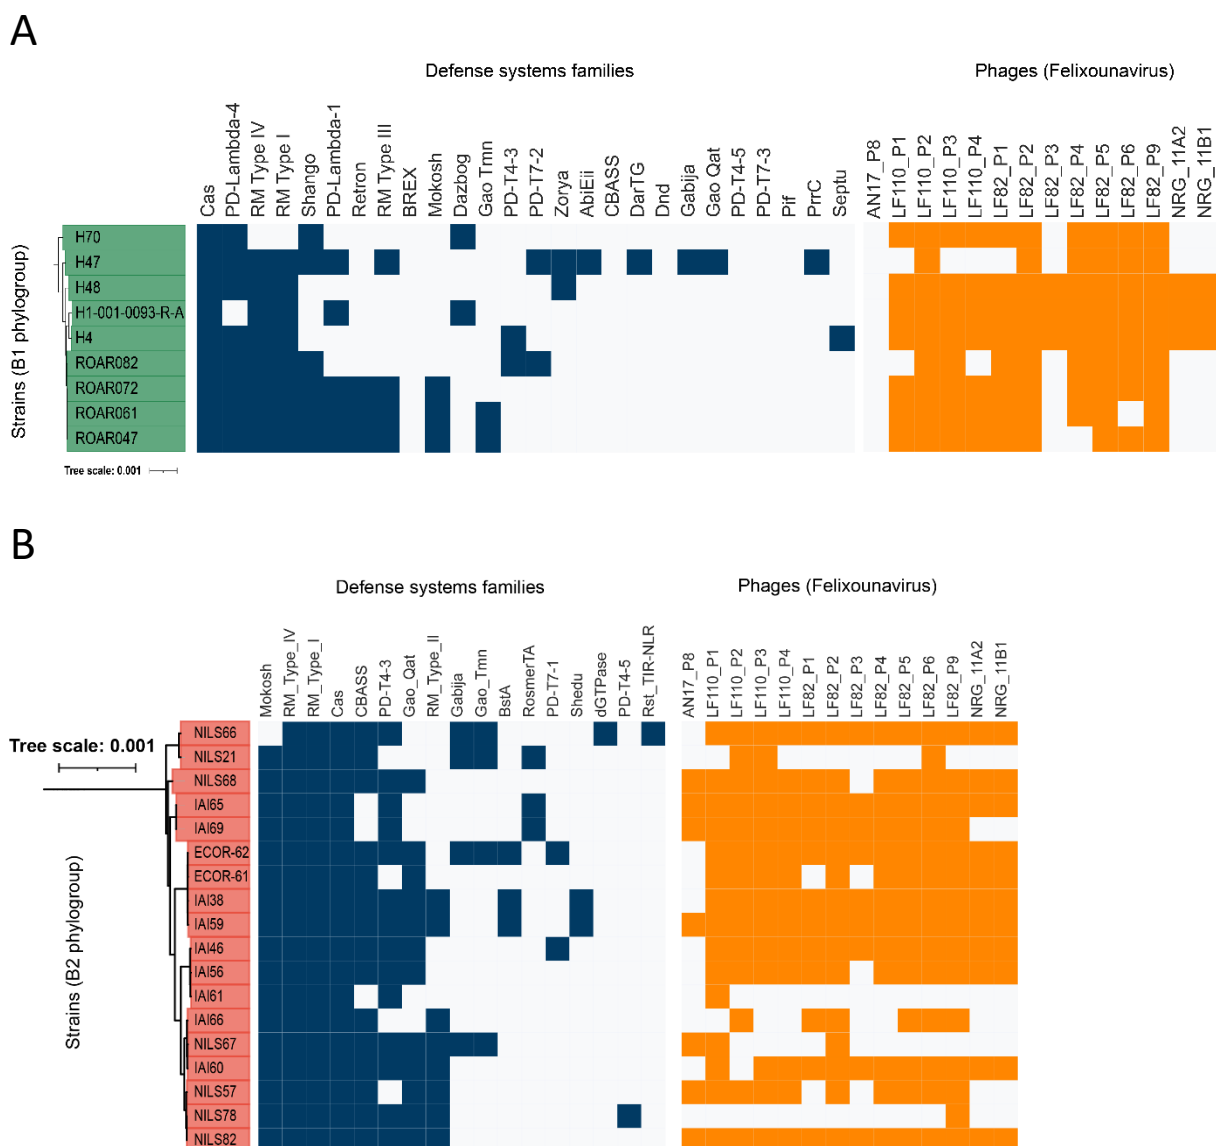 A
Defense systems families
Phages (Felixounavirus)
Cas
PD-Lambda-4
RM Type IV
RM Type I
Shango
PD-Lambda-1
Retron
RM Type III
BREX
Mokosh
Dazbog
Gao Tmn
PD-T4-3
PD-T7-2
Zorya
AbiEii
CBASS
DarTG
Dnd
Gabija
Gao Qat
PD-T4-5
PD-T7-3
Pif
PrrC
Septu
AN17_P8
LF110_P1
LF110_P2
LF110_P3
LF110_P4
LF82_P1
LF82_P2
LF82_P3
LF82_P4
LF82_P5
LF82_P6
LF82_P9
NRG_11A2
NRG_11B1
Strains (B1 phylogroup)
H70
H47
H48
H1-001-0093-R-A
H4
ROAR082
ROAR072
ROAR061
ROAR047
Tree scale: 0.001
B
Defense systems families
Phages (Felixounavirus)
Mokosh
RM_Type_IV
RM_Type_I
Cas
CBASS
PD-T4-3
Gao_Qat
RM_Type_II
Gabija
Gao_Tmn
BstA
RosmerTA
PD-T7-1
Shedu
dGTPase
PD-T4-5
Rst_TIR-NLR
AN17_P8
LF110_P1
LF110_P2
LF110_P3
LF110_P4
LF82_P1
LF82_P2
LF82_P3
LF82_P4
LF82_P5
LF82_P6
LF82_P9
NRG_11A2
NRG_11B1
Tree scale: 0.001
Strains (B2 phylogroup)
NILS66
NILS21
NILS68
IAI65
IAI69
ECOR-62
ECOR-61
IAI38
IAI59
IAI46
IAI56
IAI61
IAI66
NILS67
IAI60
NILS57
NILS78
NILS82